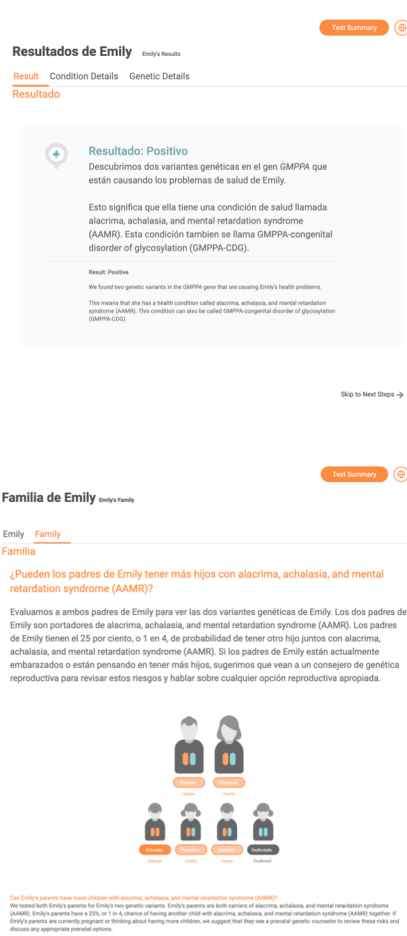 Test Summary
Resultados de Emily Emily's Results
Result Condition Details Genetic Details
Resultado
Resultado: Positivo
Descubrimos dos variantes genéticas en el gen GMPPA que
están causando los problemas de salud de Emily.
Esto significa que ella tiene una condición de salud llamada
alacrima, achalasia, and mental retardation syndrome
(AAMR). Esta condición tambien se llama GMPPA-congenital
disorder of glycosylation (GMPPA-CDG).
Result: Positive
We found two genetic variants in the GMPPA gene that are causing Emily's health problems.
This means that she has a health condition called alacrima, achalasia, and mental retardation
syndrome (AAMR). This condition can also be called GMPPA-congenital disorder of glycosylation
(GMPPA-CDG).
Skip to Next Steps →
Test Summary
Familia de Emily Emily's Family
Emily Family
Familia
¿Pueden los padres de Emily tener más hijos con alacrima, achalasia, and mental
retardation syndrome (AAMR)?
Evaluamos a ambos padres de Emily para ver las dos variantes genéticas de Emily. Los dos padres de
Emily son portadores de alacrima, achalasia, and mental retardation syndrome (AAMR). Los padres
de Emily tienen el 25 por ciento, o 1 en 4, de probabilidad de tener otro hijo juntos con alacrima,
achalasia, and mental retardation syndrome (AAMR). Si los padres de Emily están actualmente
embarazados o están pensando en tener más hijos, sugerimos que vean a un consejero de genética
reproductiva para revisar estos riesgos y hablar sobre cualquier opción reproductiva apropiada.
Carrier Carrier
Affected Carrier Carrier Unaffected
Can Emily's parents have more children with alacrima, achalasia, and mental retardation syndrome (AAMR)?
We tested both Emily's parents for Emily's two genetic variants. Emily's parents are both carriers of alacrima, achalasia, and mental retardation syndrome
(AAMR). Emily's parents have a 25%, or 1 in 4, chance of having another child with alacrima, achalasia, and mental retardation syndrome (AAMR) together. If
Emily's parents are currently pregnant or thinking about having more children, we suggest that they see a prenatal genetic counselor to review these risks and
discuss any appropriate prenatal options.